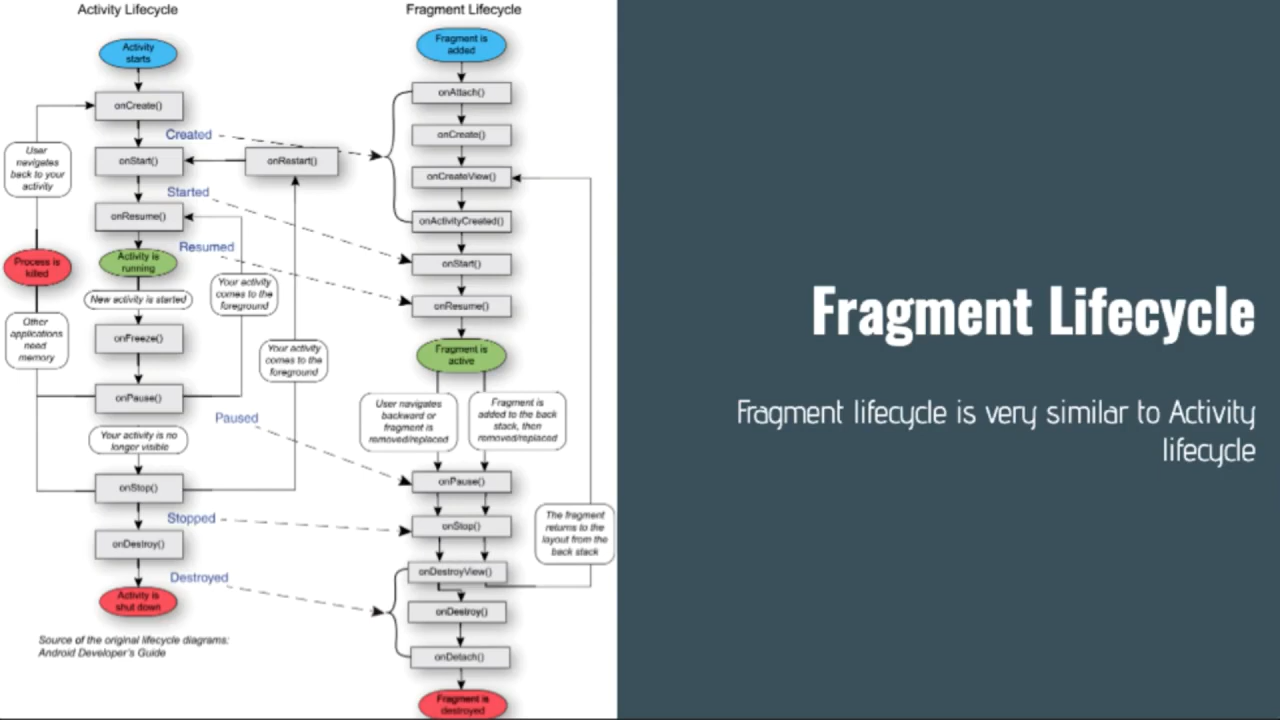 Activity Lifecycle
Activity
starts
onCreate()
Created
User
navigates
back to your
activity
onStart()
onRestart()
Started
onResume()
Resumed
Process is
killed
Activity is
running
New activity is started
Your activity
comes to the
foreground
Other
applications
need
memory
onFreeze()
Your activity
comes to the
foreground
onPause()
Paused
Your activity is no
longer visible
onStop()
Stopped
onDestroy()
Destroyed
Activity is
shut down
Source of the original lifecycle diagrams:
Android Developer's Guide
Fragment Lifecycle
Fragment is
added
onAttach()
onCreate()
onCreateView()
onActivityCreated()
onStart()
onResume()
Fragment is
active
User navigates
backward or
fragment is
removed/replaced
Fragment is
added to the back
stack, then
removed/replaced
onPause()
onStop()
The fragment
returns to the
layout from the
back stack
onDestroyView()
onDestroy()
onDetach()
Fragment is
destroyed
Fragment Lifecycle
Fragment lifecycle is very similar to Activity
lifecycle